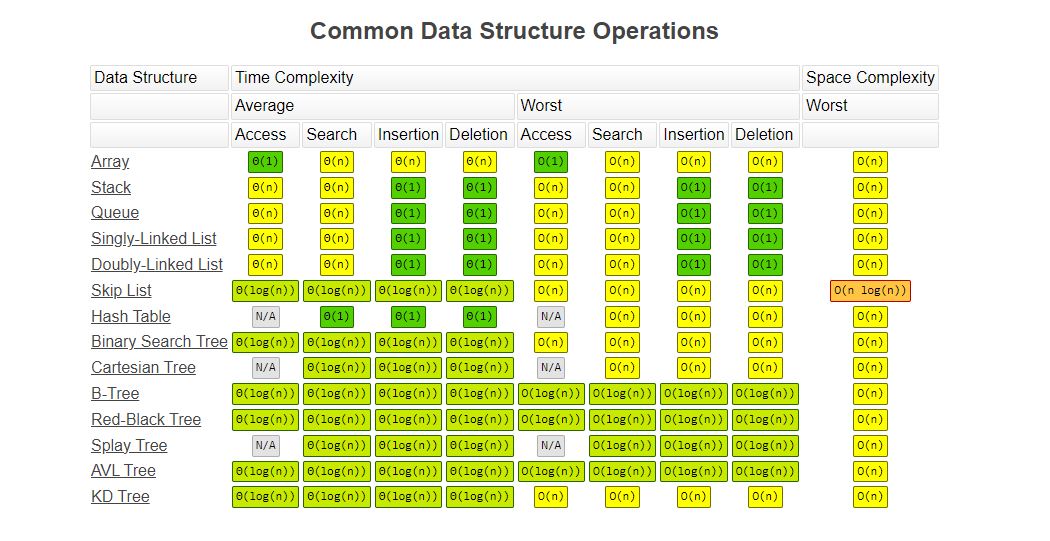 Common Data Structure Operations
Data Structure Time Complexity Space Complexity
Average Worst Worst
Access Search Insertion Deletion Access Search Insertion Deletion
Array Θ(1) Θ(n) Θ(n) Θ(n) O(1) O(n) O(n) O(n) O(n)
Stack Θ(n) Θ(n) Θ(1) Θ(1) O(n) O(n) O(1) O(1) O(n)
Queue Θ(n) Θ(n) Θ(1) Θ(1) O(n) O(n) O(1) O(1) O(n)
Singly-Linked List Θ(n) Θ(n) Θ(1) Θ(1) O(n) O(n) O(1) O(1) O(n)
Doubly-Linked List Θ(n) Θ(n) Θ(1) Θ(1) O(n) O(n) O(1) O(1) O(n)
Skip List Θ(log(n)) Θ(log(n)) Θ(log(n)) Θ(log(n)) O(n) O(n) O(n) O(n) O(n log(n))
Hash Table N/A Θ(1) Θ(1) Θ(1) N/A O(n) O(n) O(n) O(n)
Binary Search Tree Θ(log(n)) Θ(log(n)) Θ(log(n)) Θ(log(n)) O(n) O(n) O(n) O(n) O(n)
Cartesian Tree N/A Θ(log(n)) Θ(log(n)) Θ(log(n)) N/A O(n) O(n) O(n) O(n)
B-Tree Θ(log(n)) Θ(log(n)) Θ(log(n)) Θ(log(n)) O(log(n)) O(log(n)) O(log(n)) O(log(n)) O(n)
Red-Black Tree Θ(log(n)) Θ(log(n)) Θ(log(n)) Θ(log(n)) O(log(n)) O(log(n)) O(log(n)) O(log(n)) O(n)
Splay Tree N/A Θ(log(n)) Θ(log(n)) Θ(log(n)) N/A O(log(n)) O(log(n)) O(log(n)) O(n)
AVL Tree Θ(log(n)) Θ(log(n)) Θ(log(n)) Θ(log(n)) O(log(n)) O(log(n)) O(log(n)) O(log(n)) O(n)
KD Tree Θ(log(n)) Θ(log(n)) Θ(log(n)) Θ(log(n)) O(n) O(n) O(n) O(n) O(n)